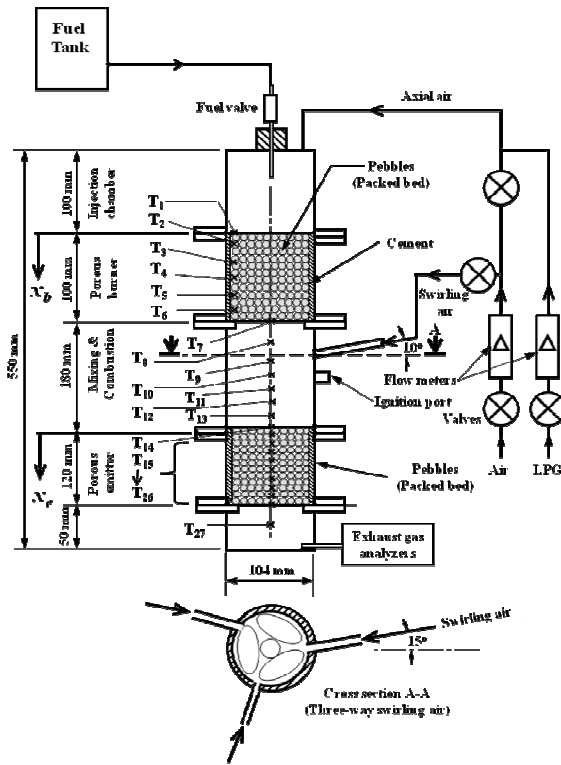 Fuel
Tank
Fuel valve
Axial air
Pebbles
(Packed bed)
Cement
Swirling
air
A
10°
Flow meters
Ignition port
Valves
Air
LPG
Pebbles
(Packed bed)
Exhaust gas
analyzers
550 mm
100 mm
Injection
chamber
100 mm
Porous
burner
180 mm
Mixing &
Combustion
120 mm
Porous
emitter
50 mm
x_b
x_e
T1
T2
T3
T4
T5
T6
T7
T8
T9
T10
T11
T12
T13
T14
T15
T26
T27
104 mm
Swirling air
15°
Cross section A-A
(Three-way swirling air)